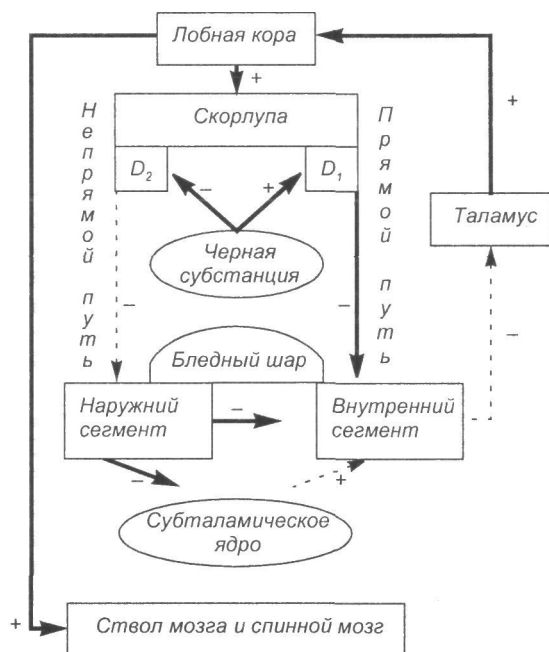 Лобная кора
+
+
Скорлупа
Непрямой путь
Прямой путь
D2
D1
–
+
Таламус
Черная
субстанция
–
–
–
Бледный шар
Наружний
сегмент
–
Внутренний
сегмент
–
+
Субталамическое
ядро
+
Ствол мозга и спинной мозг